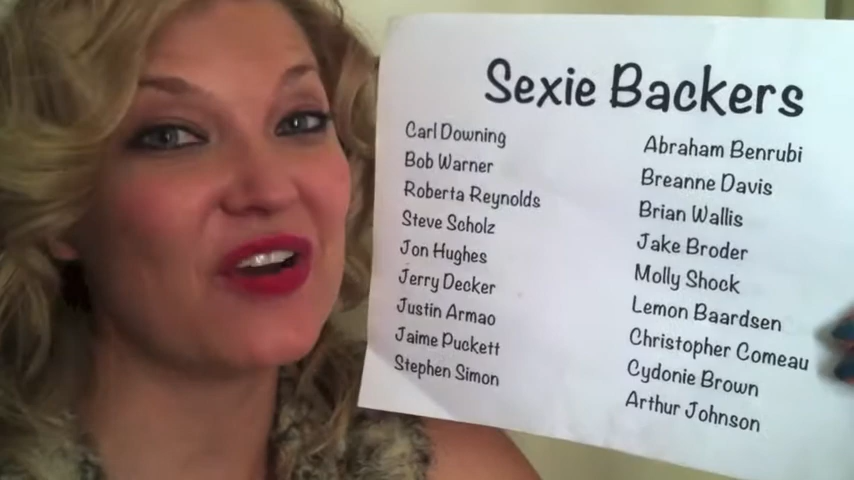 Sexie Backers
Carl Downing
Bob Warner
Roberta Reynolds
Steve Scholz
Jon Hughes
Jerry Decker
Justin Armao
Jaime Puckett
Stephen Simon
Abraham Benrubi
Breanne Davis
Brian Wallis
Jake Broder
Molly Shock
Lemon Baardsen
Christopher Comeau
Cydonie Brown
Arthur Johnson